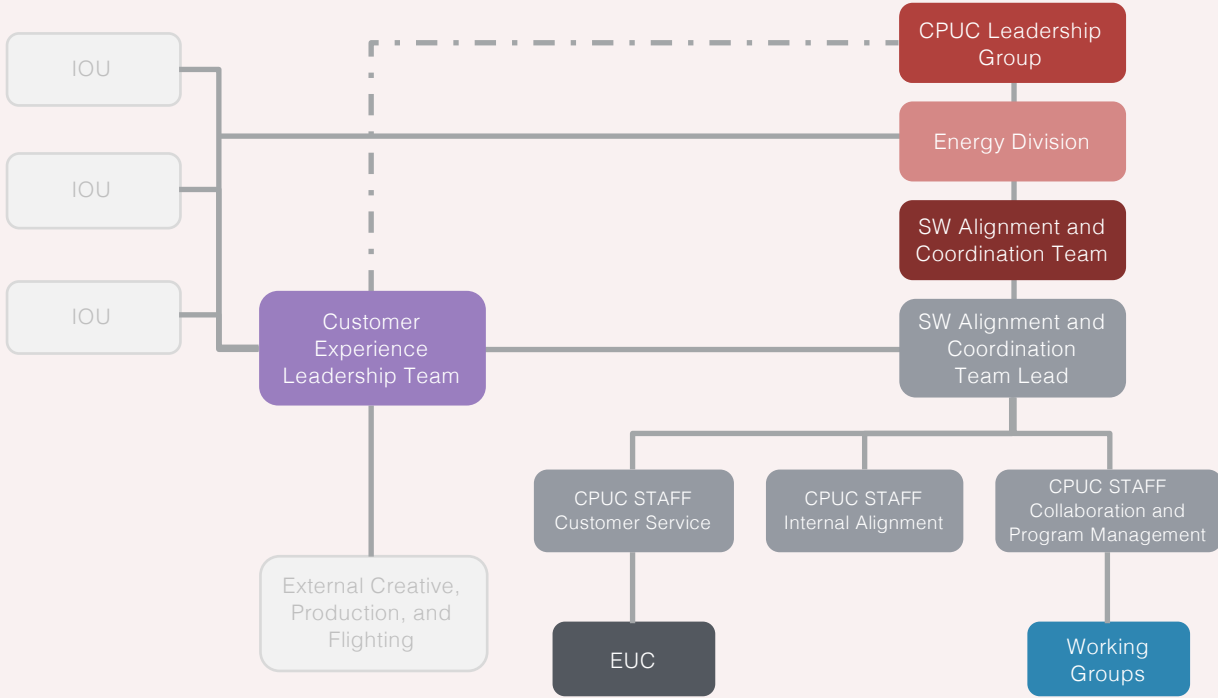 CPUC Leadership
Group
IOU
Energy Division
IOU
SW Alignment and
Coordination Team
IOU
Customer
Experience
Leadership Team
SW Alignment and
Coordination
Team Lead
CPUC STAFF
Customer Service
CPUC STAFF
Internal Alignment
CPUC STAFF
Collaboration and
Program Management
External Creative,
Production, and
Flighting
EUC
Working
Groups